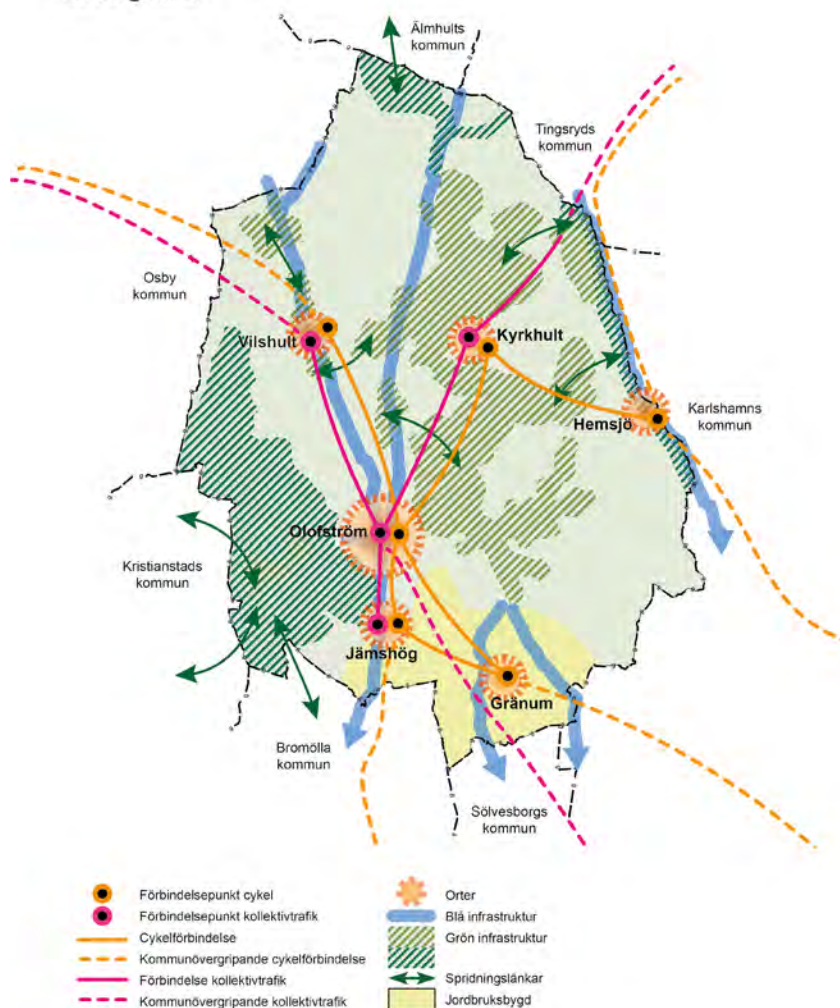 Älmhults
kommun
Tingsryds
kommun
Osby
kommun
Vilshult
Kyrkhult
Hemsjö
Karlshamns
kommun
Olofström
Kristianstads
kommun
Jämshög
Gränum
Bromölla
kommun
Sölvesborgs
kommun
Förbindelsepunkt cykel
Förbindelsepunkt kollektivtrafik
Cykelförbindelse
Kommunövergripande cykelförbindelse
Förbindelse kollektivtrafik
Kommunövergripande kollektivtrafik
Orter
Blå infrastruktur
Grön infrastruktur
Spridningslänkar
Jordbruksbygd